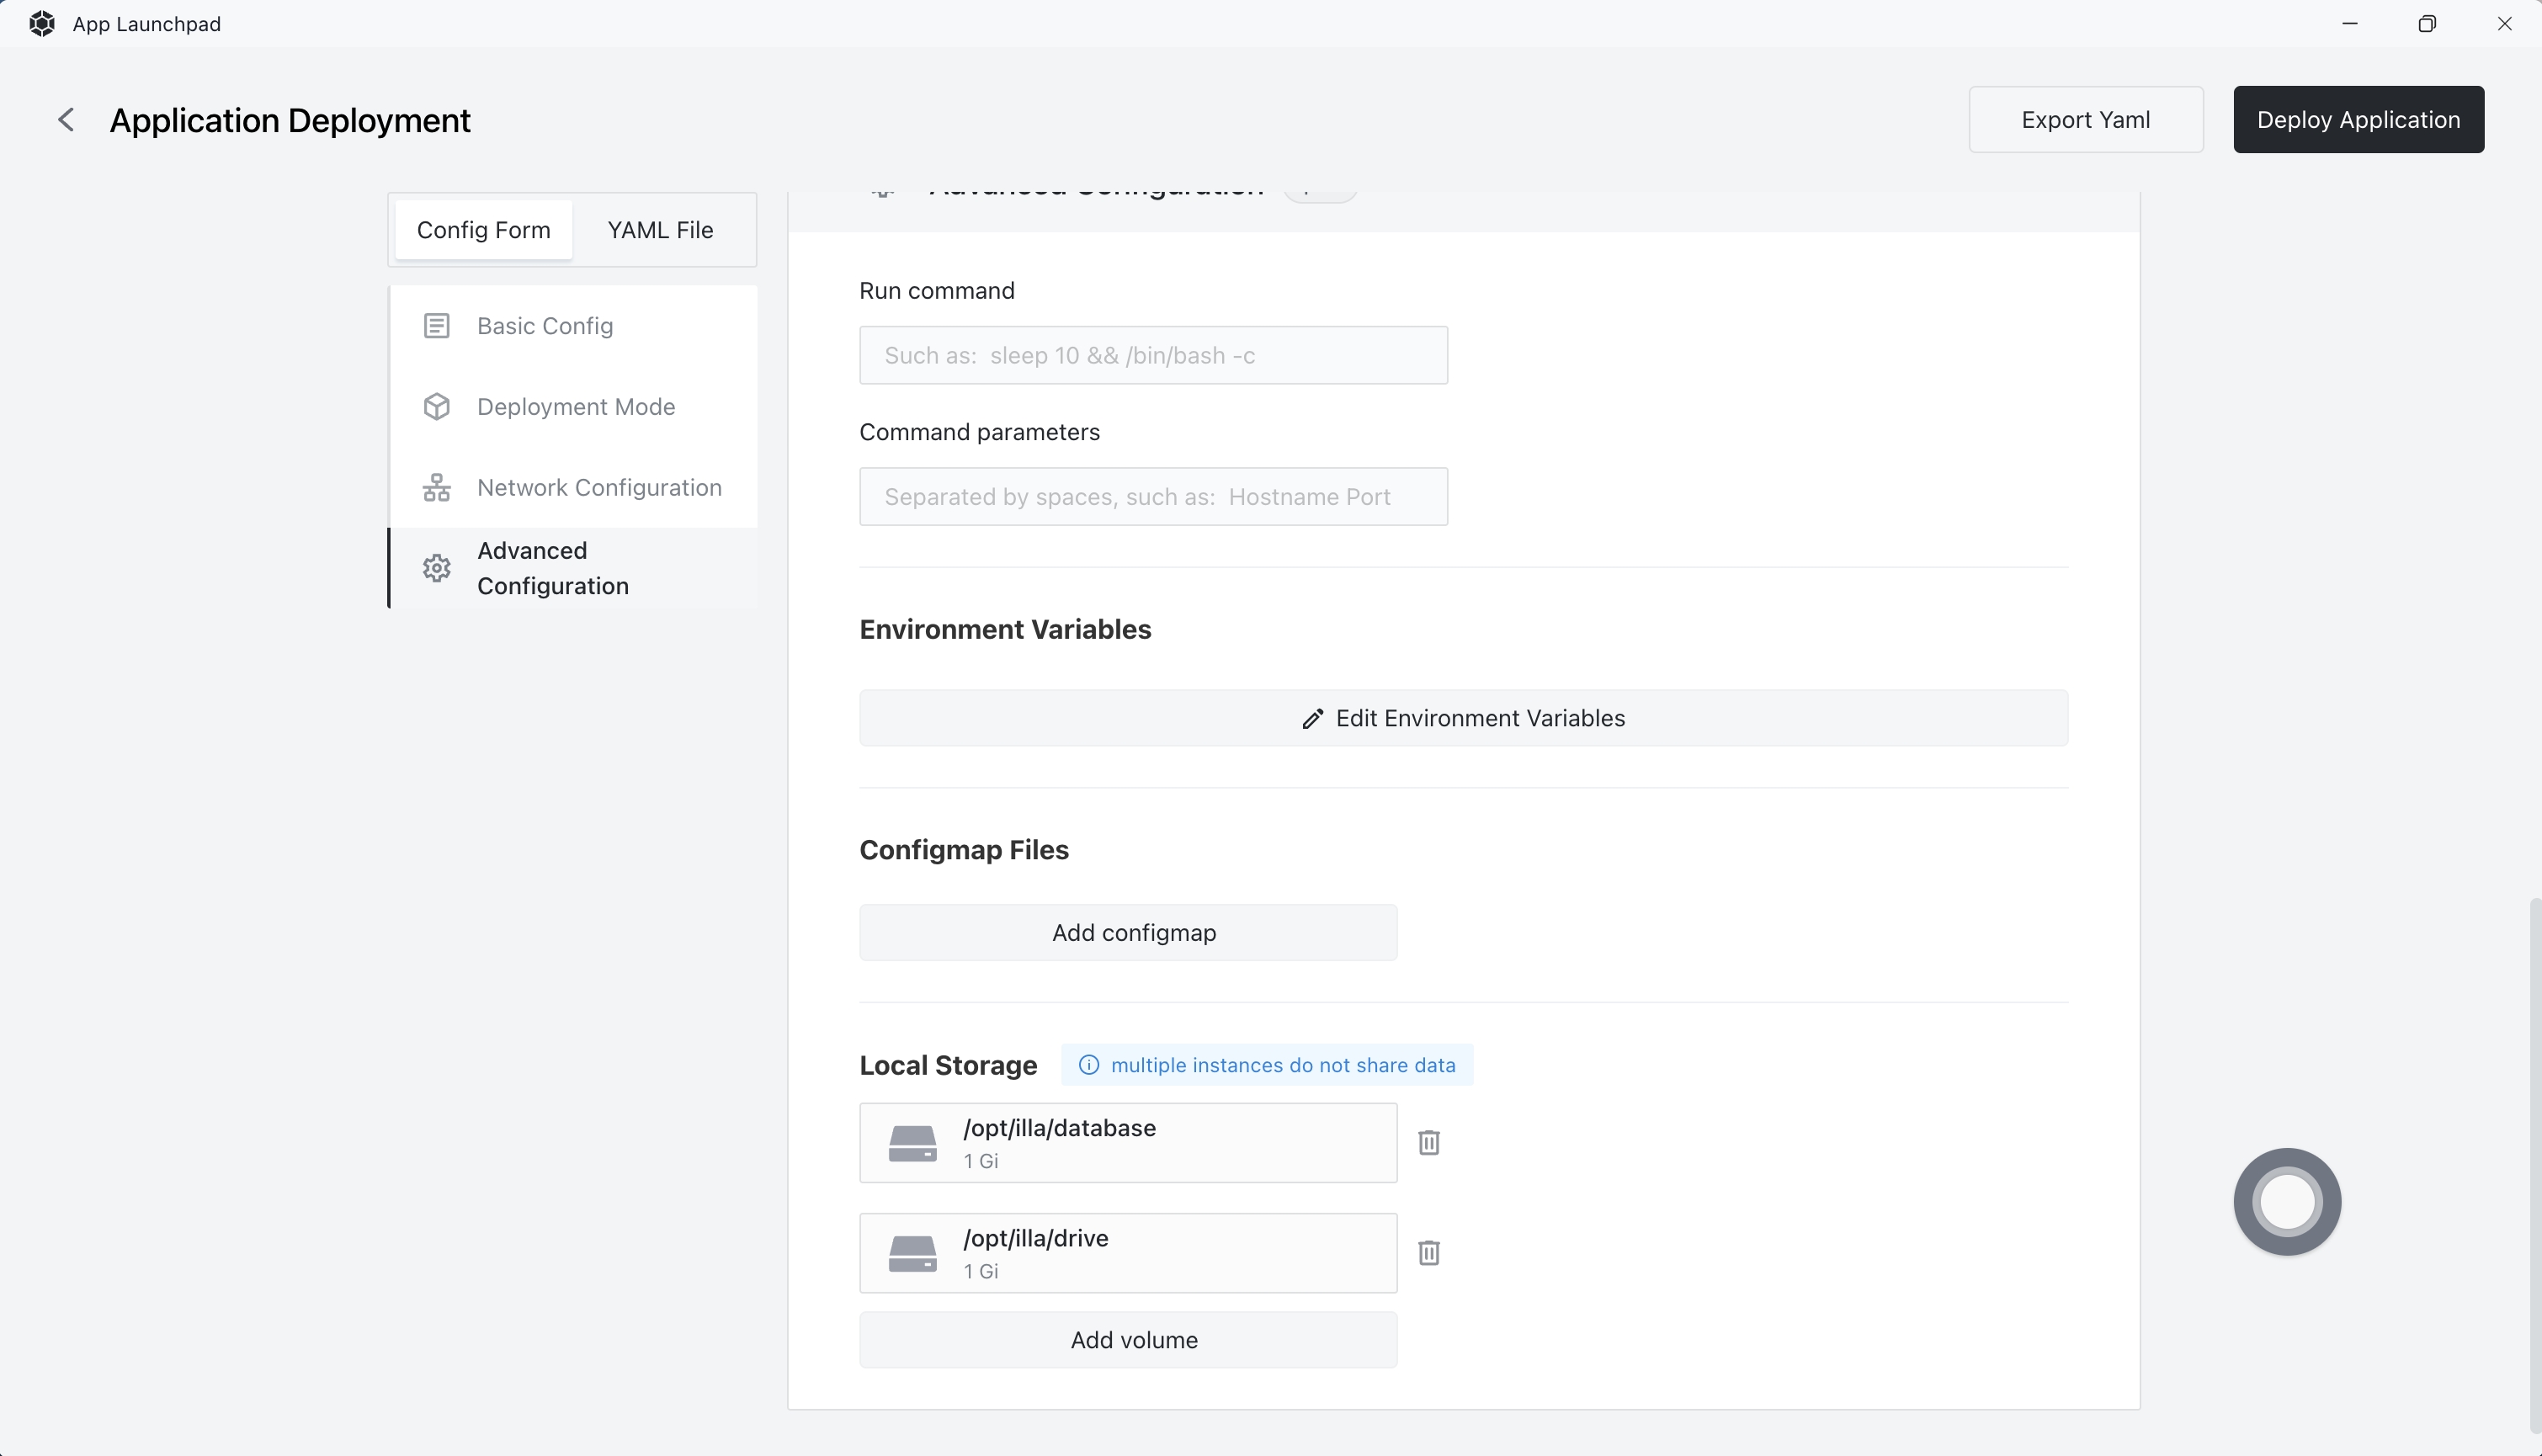 App Launchpad
Application Deployment
Export Yaml
Deploy Application
Config Form
YAML File
Basic Config
Deployment Mode
Network Configuration
Advanced
Configuration
Advanced Configuration
Run command
Such as: sleep 10 && /bin/bash -c
Command parameters
Separated by spaces, such as: Hostname Port
Environment Variables
Edit Environment Variables
Configmap Files
Add configmap
Local Storage
multiple instances do not share data
/opt/illa/database
1 Gi
/opt/illa/drive
1 Gi
Add volume